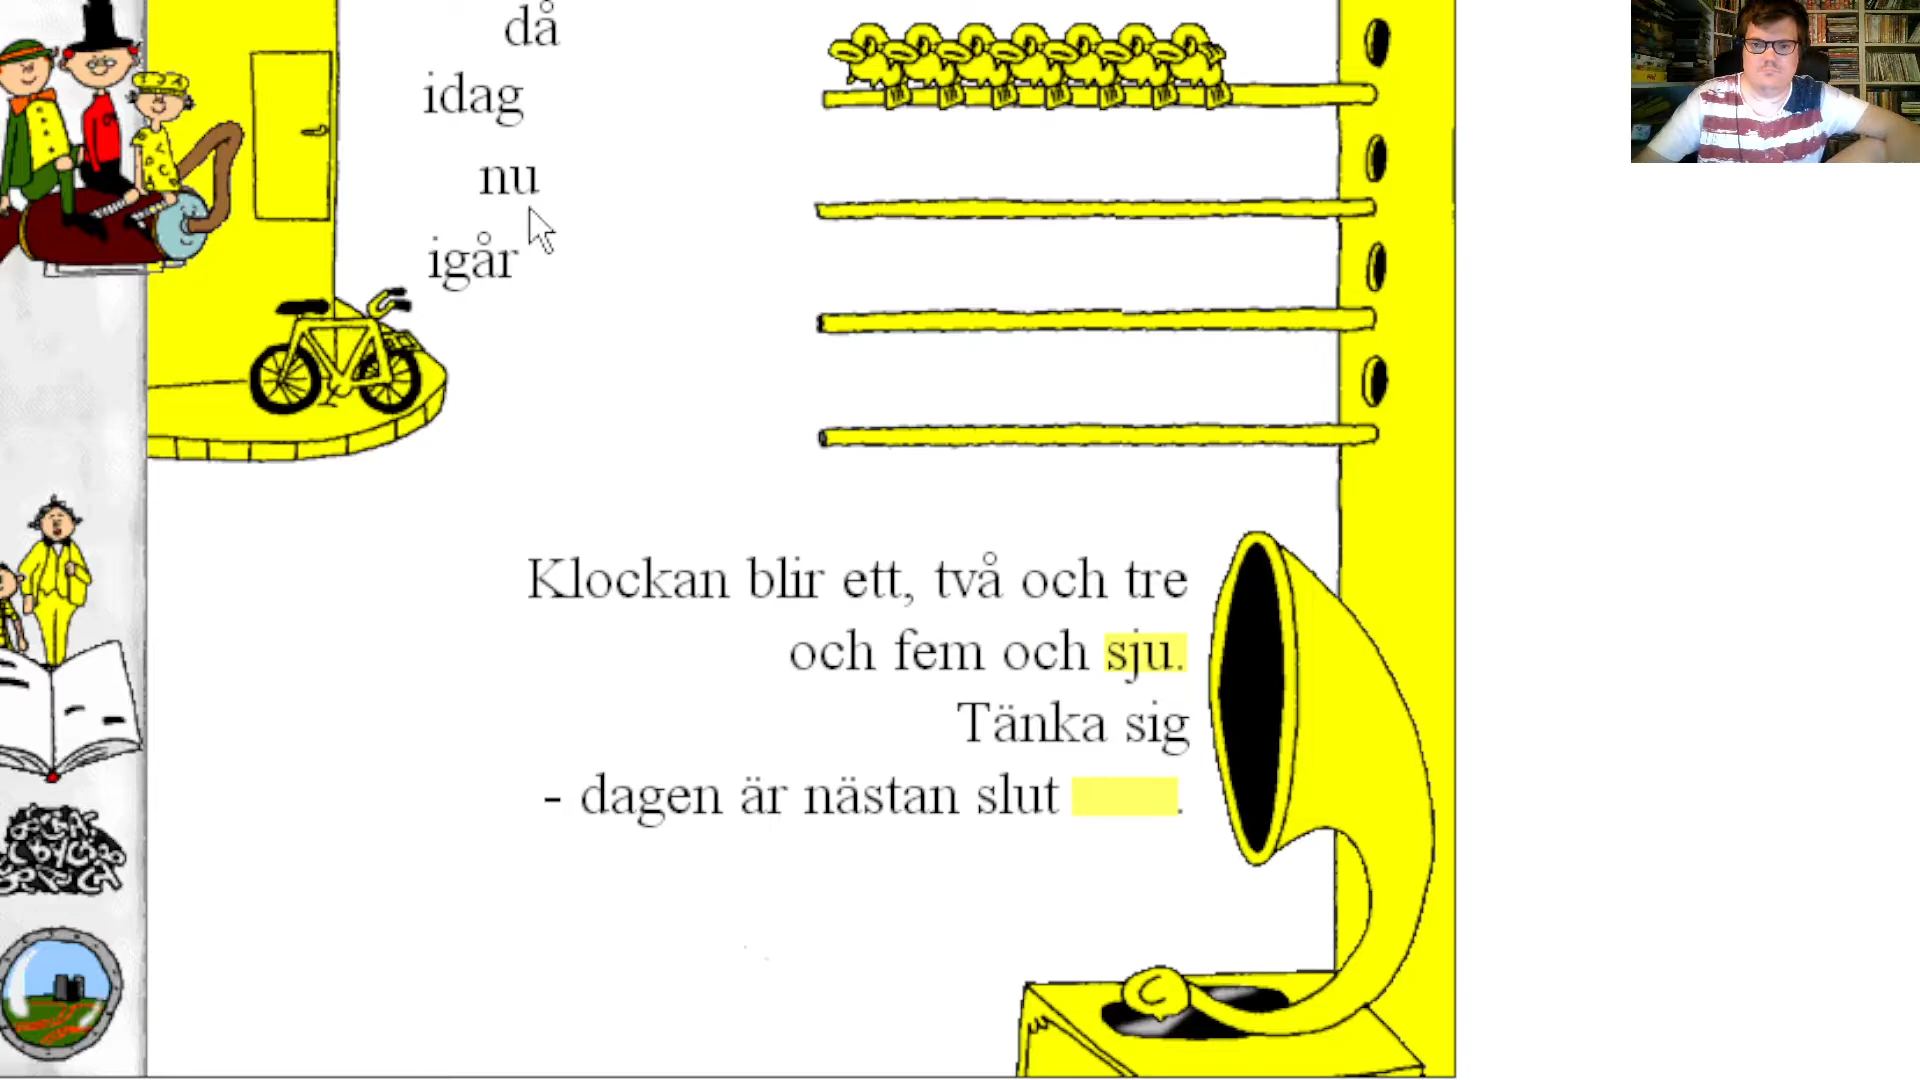 då
idag
nu
igår
Klockan blir ett, två och tre
och fem och sju.
Tänka sig
- dagen är nästan slut .